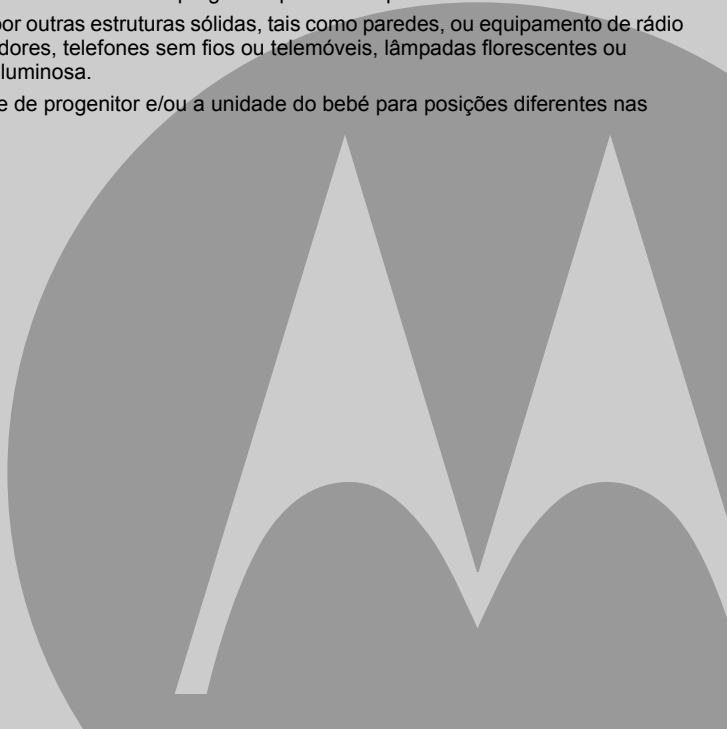 por outras estruturas sólidas, tais como paredes, ou equipamento de rádio
dores, telefones sem fios ou telemóveis, lâmpadas florescentes ou
luminosa.
e de progenitor e/ou a unidade do bebé para posições diferentes nas